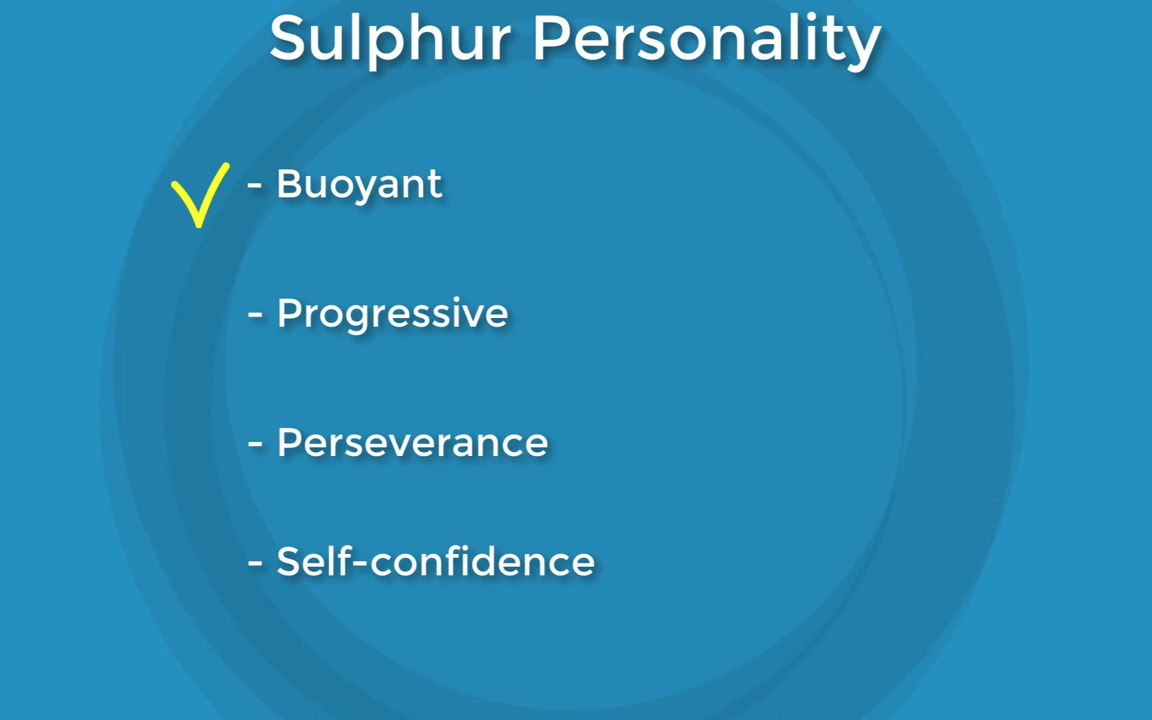 Sulphur Personality
- Buoyant
- Progressive
- Perseverance
- Self-confidence